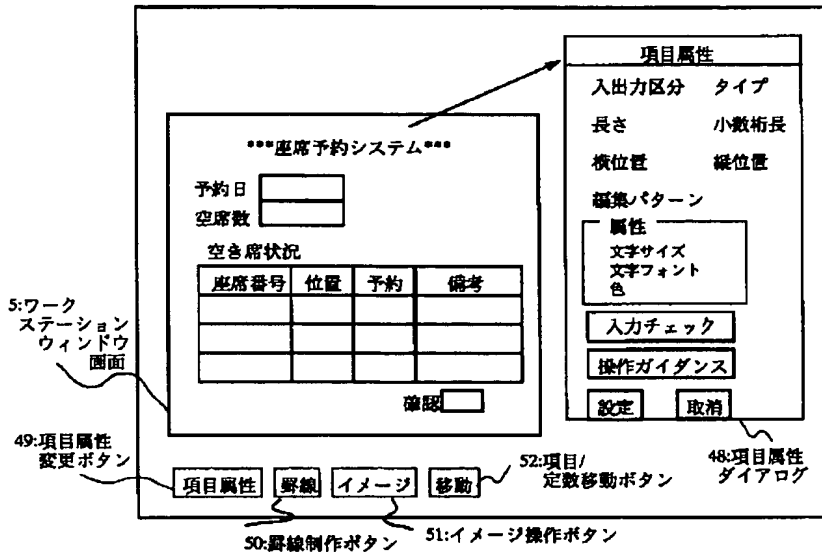 項目属性
入出力区分 タイプ
長さ 小数桁長
横位置 縦位置
編集パターン
属性
文字サイズ
文字フォント
色
入力チェック
操作ガイダンス
設定 取消
***座席予約システム***
予約日
空席数
空き席状況
座席番号 位置 予約 備考
確認
5:ワーク
ステーション
ウィンドウ
画面
49:項目属性
変更ボタン
項目属性 罫線 イメージ 移動
52:項目/
定数移動ボタン
48:項目属性
ダイアログ
50:罫線制作ボタン
51:イメージ操作ボタン